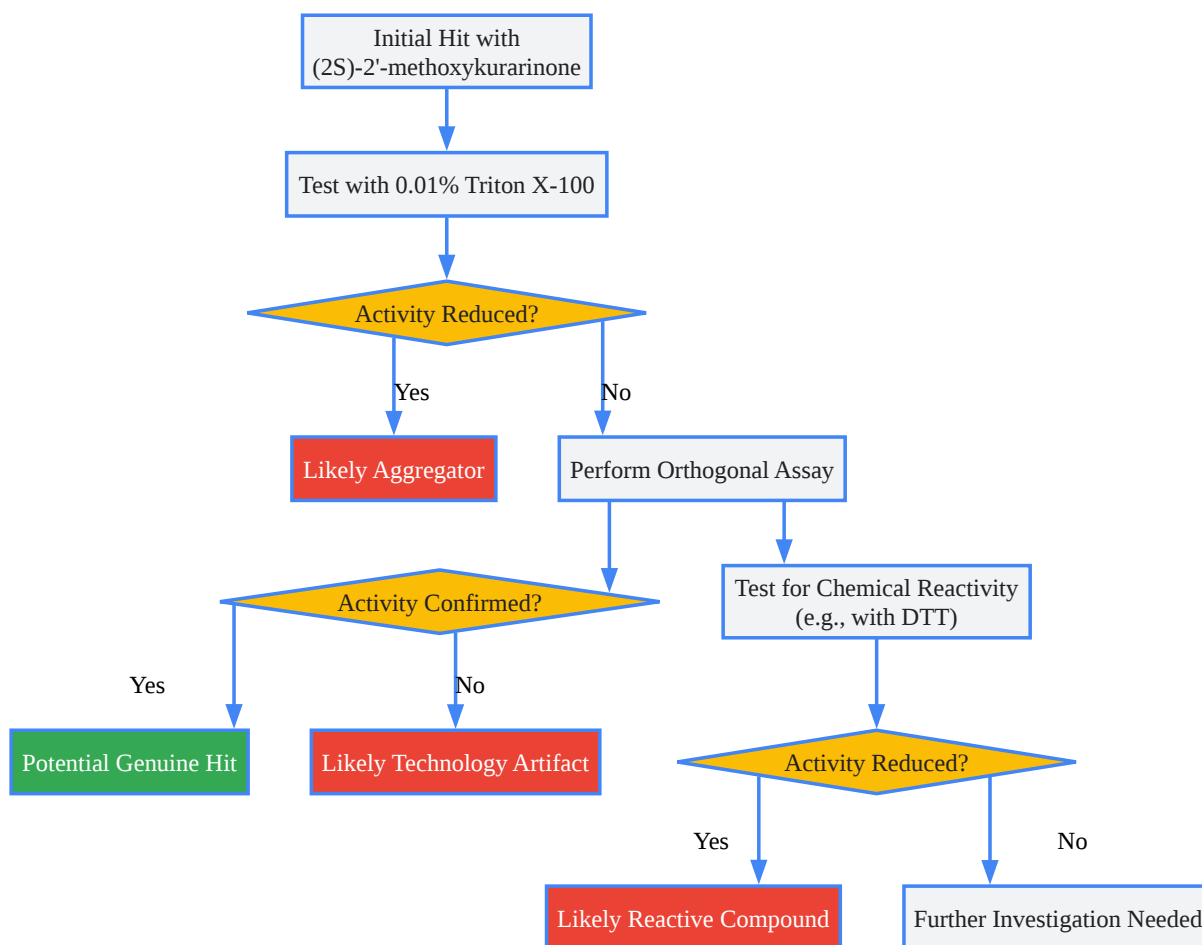 Initial Hit with
(2S)-2'-methoxykurarinone
Test with 0.01% Triton X-100
Activity Reduced?
Yes
No
Likely Aggregator
Perform Orthogonal Assay
Activity Confirmed?
Test for Chemical Reactivity
(e.g., with DTT)
Yes
No
Potential Genuine Hit
Likely Technology Artifact
Activity Reduced?
Yes
No
Likely Reactive Compound
Further Investigation Needed